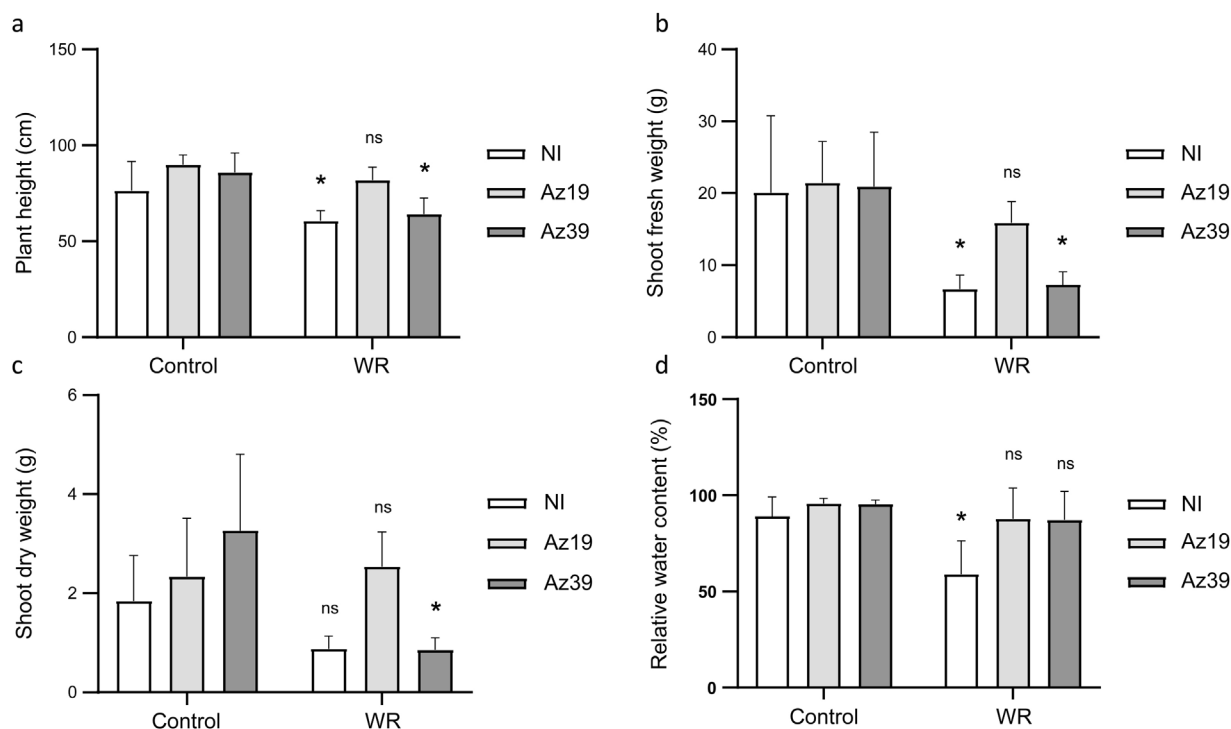 a
Plant height (cm)
150
100
50
0
*
ns
*
Control
WR
NI
Az19
Az39
b
Shoot fresh weight (g)
40
30
20
10
0
*
ns
*
Control
WR
NI
Az19
Az39
c
Shoot dry weight (g)
6
4
2
0
ns
ns
*
Control
WR
NI
Az19
Az39
d
Relative water content (%)
150
100
50
0
*
ns
ns
Control
WR
NI
Az19
Az39